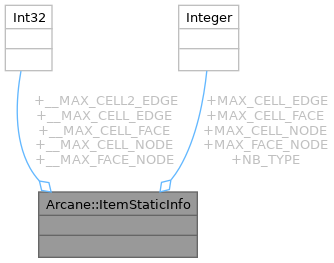 Int32
Integer
+__MAX_CELL2_EDGE
+__MAX_CELL_EDGE
+__MAX_CELL_FACE
+__MAX_CELL_NODE
+__MAX_FACE_NODE
+MAX_CELL_EDGE
+MAX_CELL_FACE
+MAX_CELL_NODE
+MAX_FACE_NODE
+NB_TYPE
Arcane::ItemStaticInfo